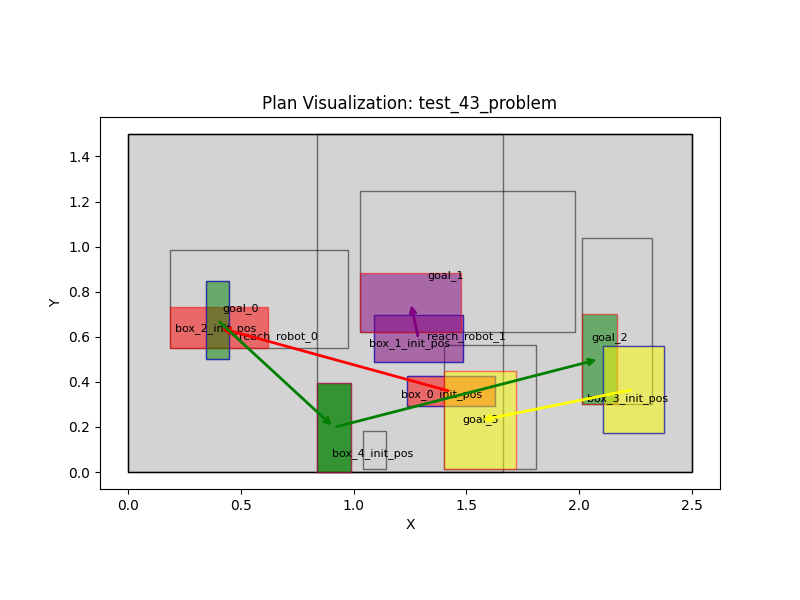 Plan Visualization: test_43_problem
Y
1.4
1.2
1.0
0.8
0.6
0.4
0.2
0.0
goal_1
goal_0
box_2_init_pos
reach_robot_0
box_1_init_pos
reach_robot_1
goal_2
box_0_init_pos
box_3_init_pos
box_4_init_pos
0.0 0.5 1.0 1.5 2.0 2.5
X